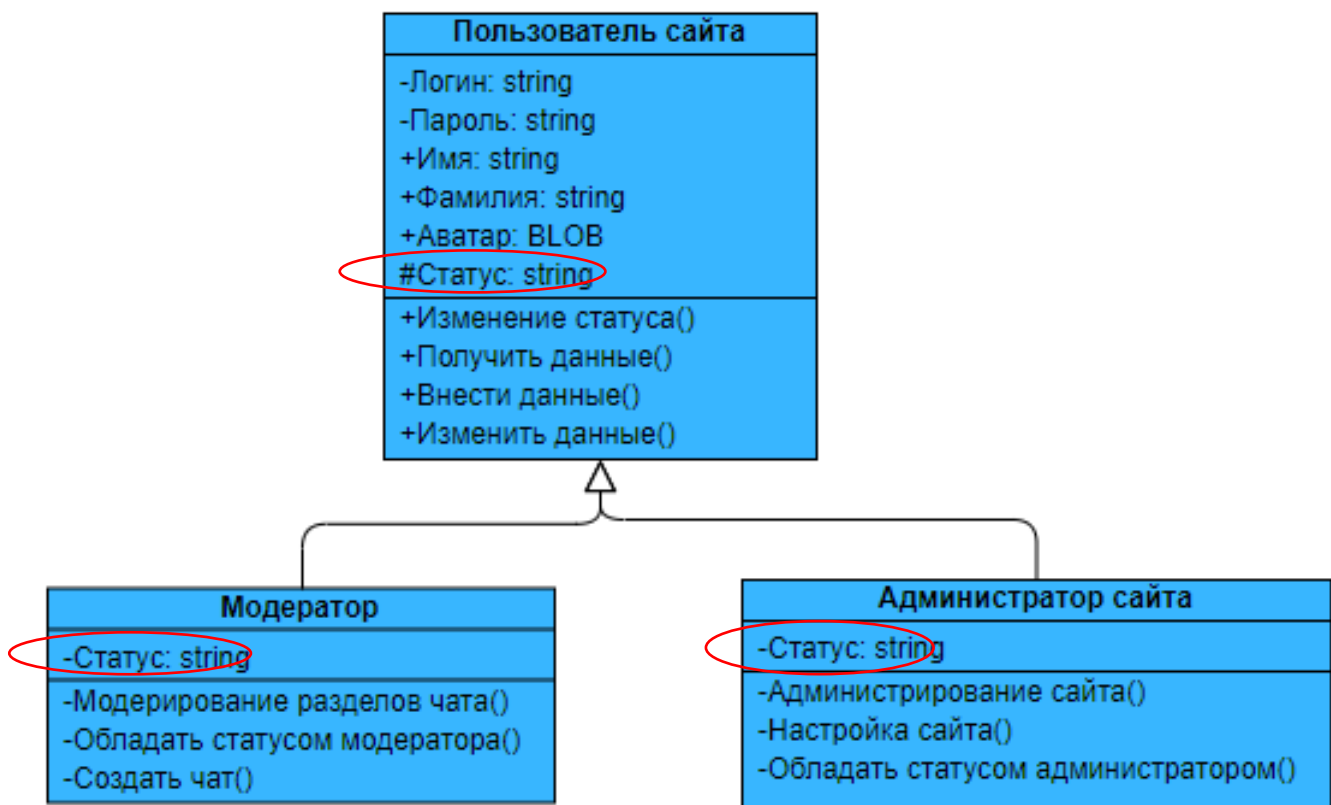 Пользователь сайта
-Логин: string
-Пароль: string
+Имя: string
+Фамилия: string
+Аватар: BLOB
#Статус: string
+Изменение статуса()
+Получить данные()
+Внести данные()
+Изменить данные()
Модератор
-Статус: string
-Модерирование разделов чата()
-Обладать статусом модератора()
-Создать чат()
Администратор сайта
-Статус: string
-Администрирование сайта()
-Настройка сайта()
-Обладать статусом администратором()